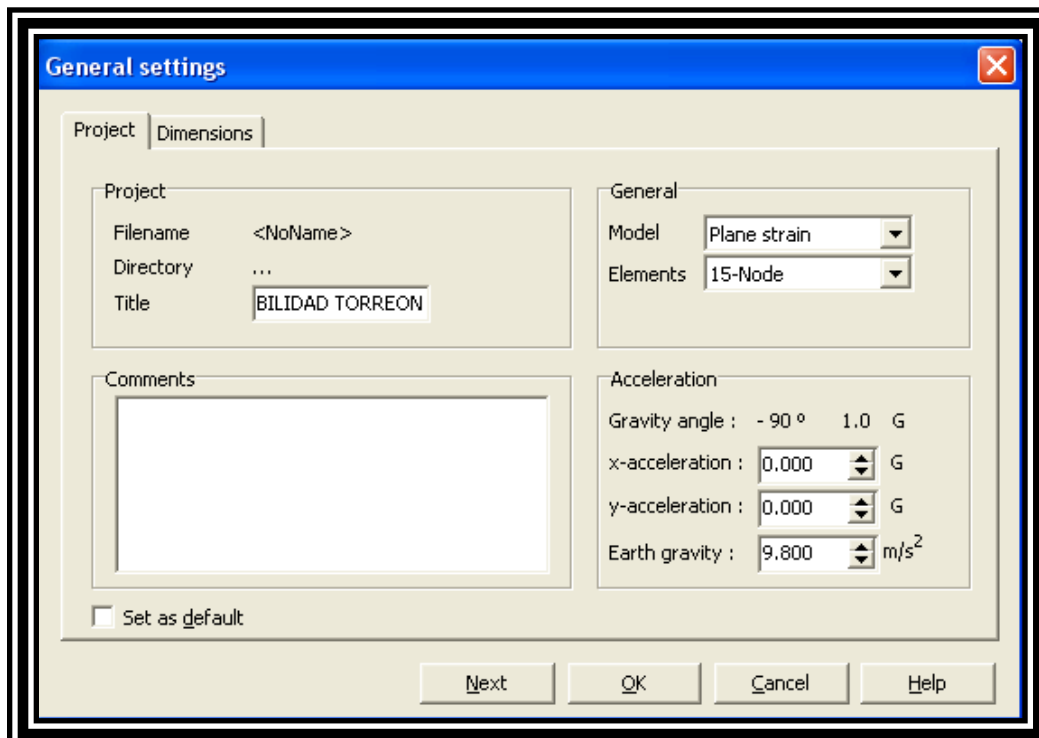 General settings
Project Dimensions
Project
Filename <NoName>
Directory ...
Title BILIDAD TORREON
General
Model Plane strain
Elements 15-Node
Comments
Acceleration
Gravity angle : - 90 º 1.0 G
x-acceleration : 0.000 G
y-acceleration : 0.000 G
Earth gravity : 9.800 m/s²
Set as default
Next OK Cancel Help